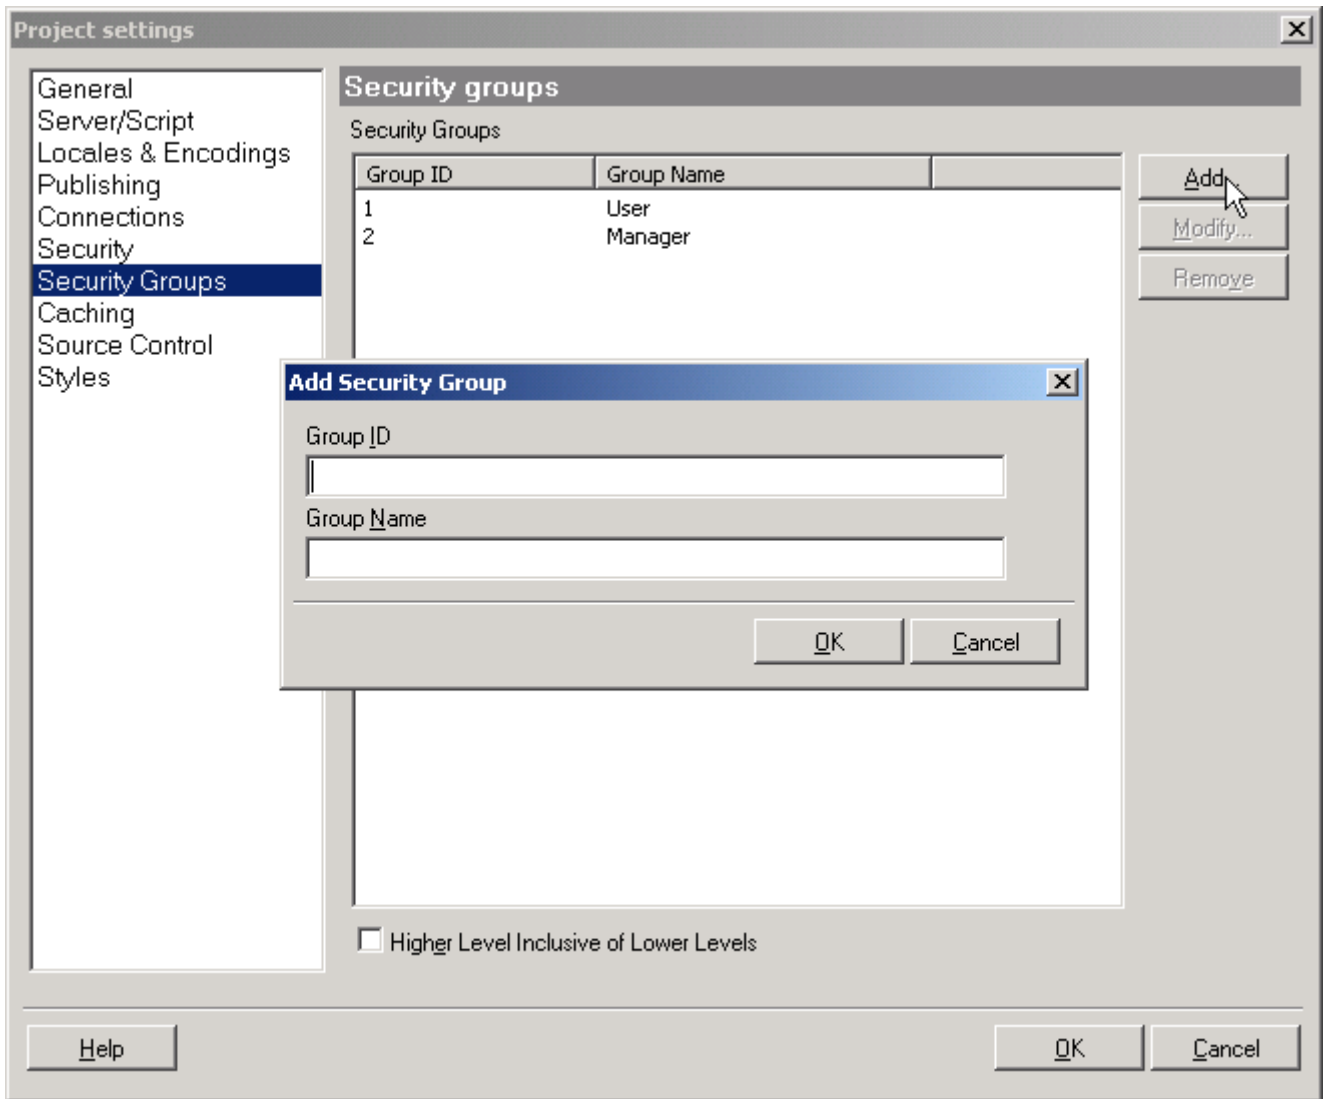 Project settings
General
Server/Script
Locales & Encodings
Publishing
Connections
Security
Security Groups
Caching
Source Control
Styles
Security groups
Security Groups
Group ID Group Name
1 User
2 Manager
Add...
Modify...
Remove
Add Security Group
Group ID
Group Name
OK Cancel
Higher Level Inclusive of Lower Levels
Help OK Cancel